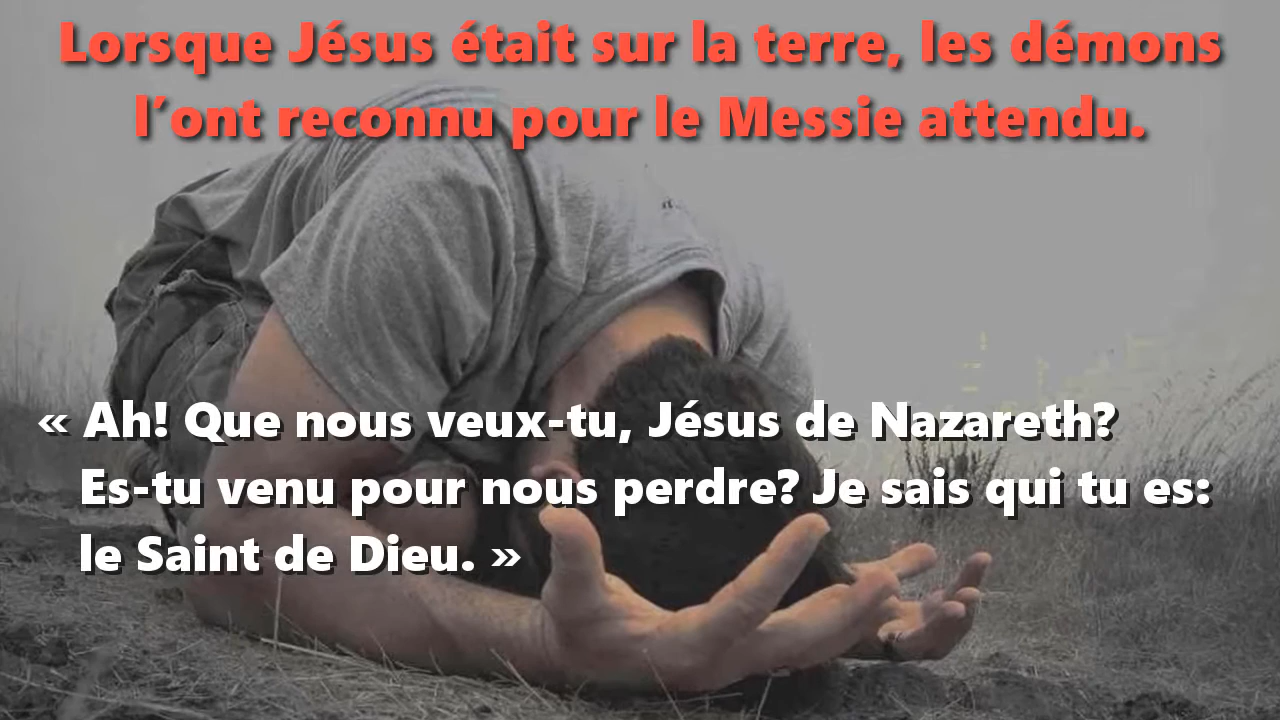 Lorsque Jésus était sur la terre, les démons
l’ont reconnu pour le Messie attendu.
« Ah! Que nous veux-tu, Jésus de Nazareth?
Es-tu venu pour nous perdre? Je sais qui tu es:
le Saint de Dieu. »